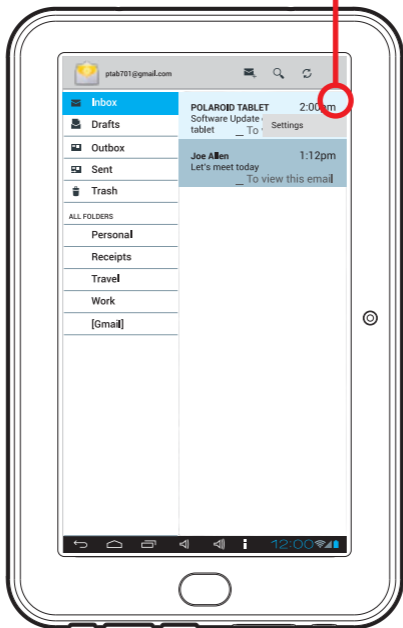 ptab701@gmail.com
Inbox
Drafts
Outbox
Sent
Trash
ALL FOLDERS
Personal
Receipts
Travel
Work
[Gmail]
POLAROID TABLET 2:00am
Software Update
tablet _ To
Settings
Joe Allen 1:12pm
Let's meet today
_ To view this email
12:00